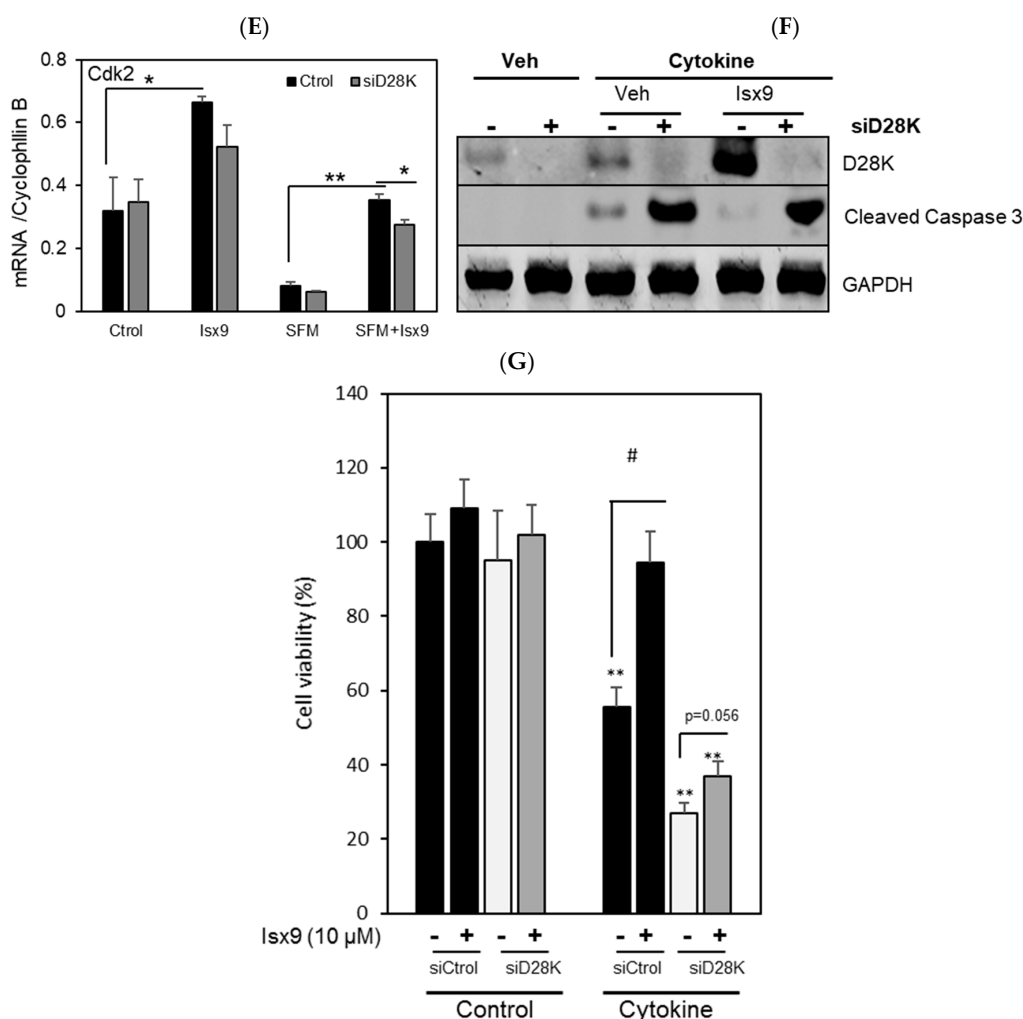 (E)
0.8
0.6
0.4
0.2
0
mRNA /Cyclophllin B
Cdk2
Ctrol siD28K
*
**
*
Ctrol Isx9 SFM SFM+Isx9
(F)
Veh Cytokine
Veh Isx9
- + - + - + siD28K
D28K
Cleaved Caspase 3
GAPDH
(G)
140
120
100
80
60
40
20
0
Cell viability (%)
#
**
p=0.056
**
**
Isx9 (10 µM) - + - + - + - +
siCtrol siD28K siCtrol siD28K
Control Cytokine